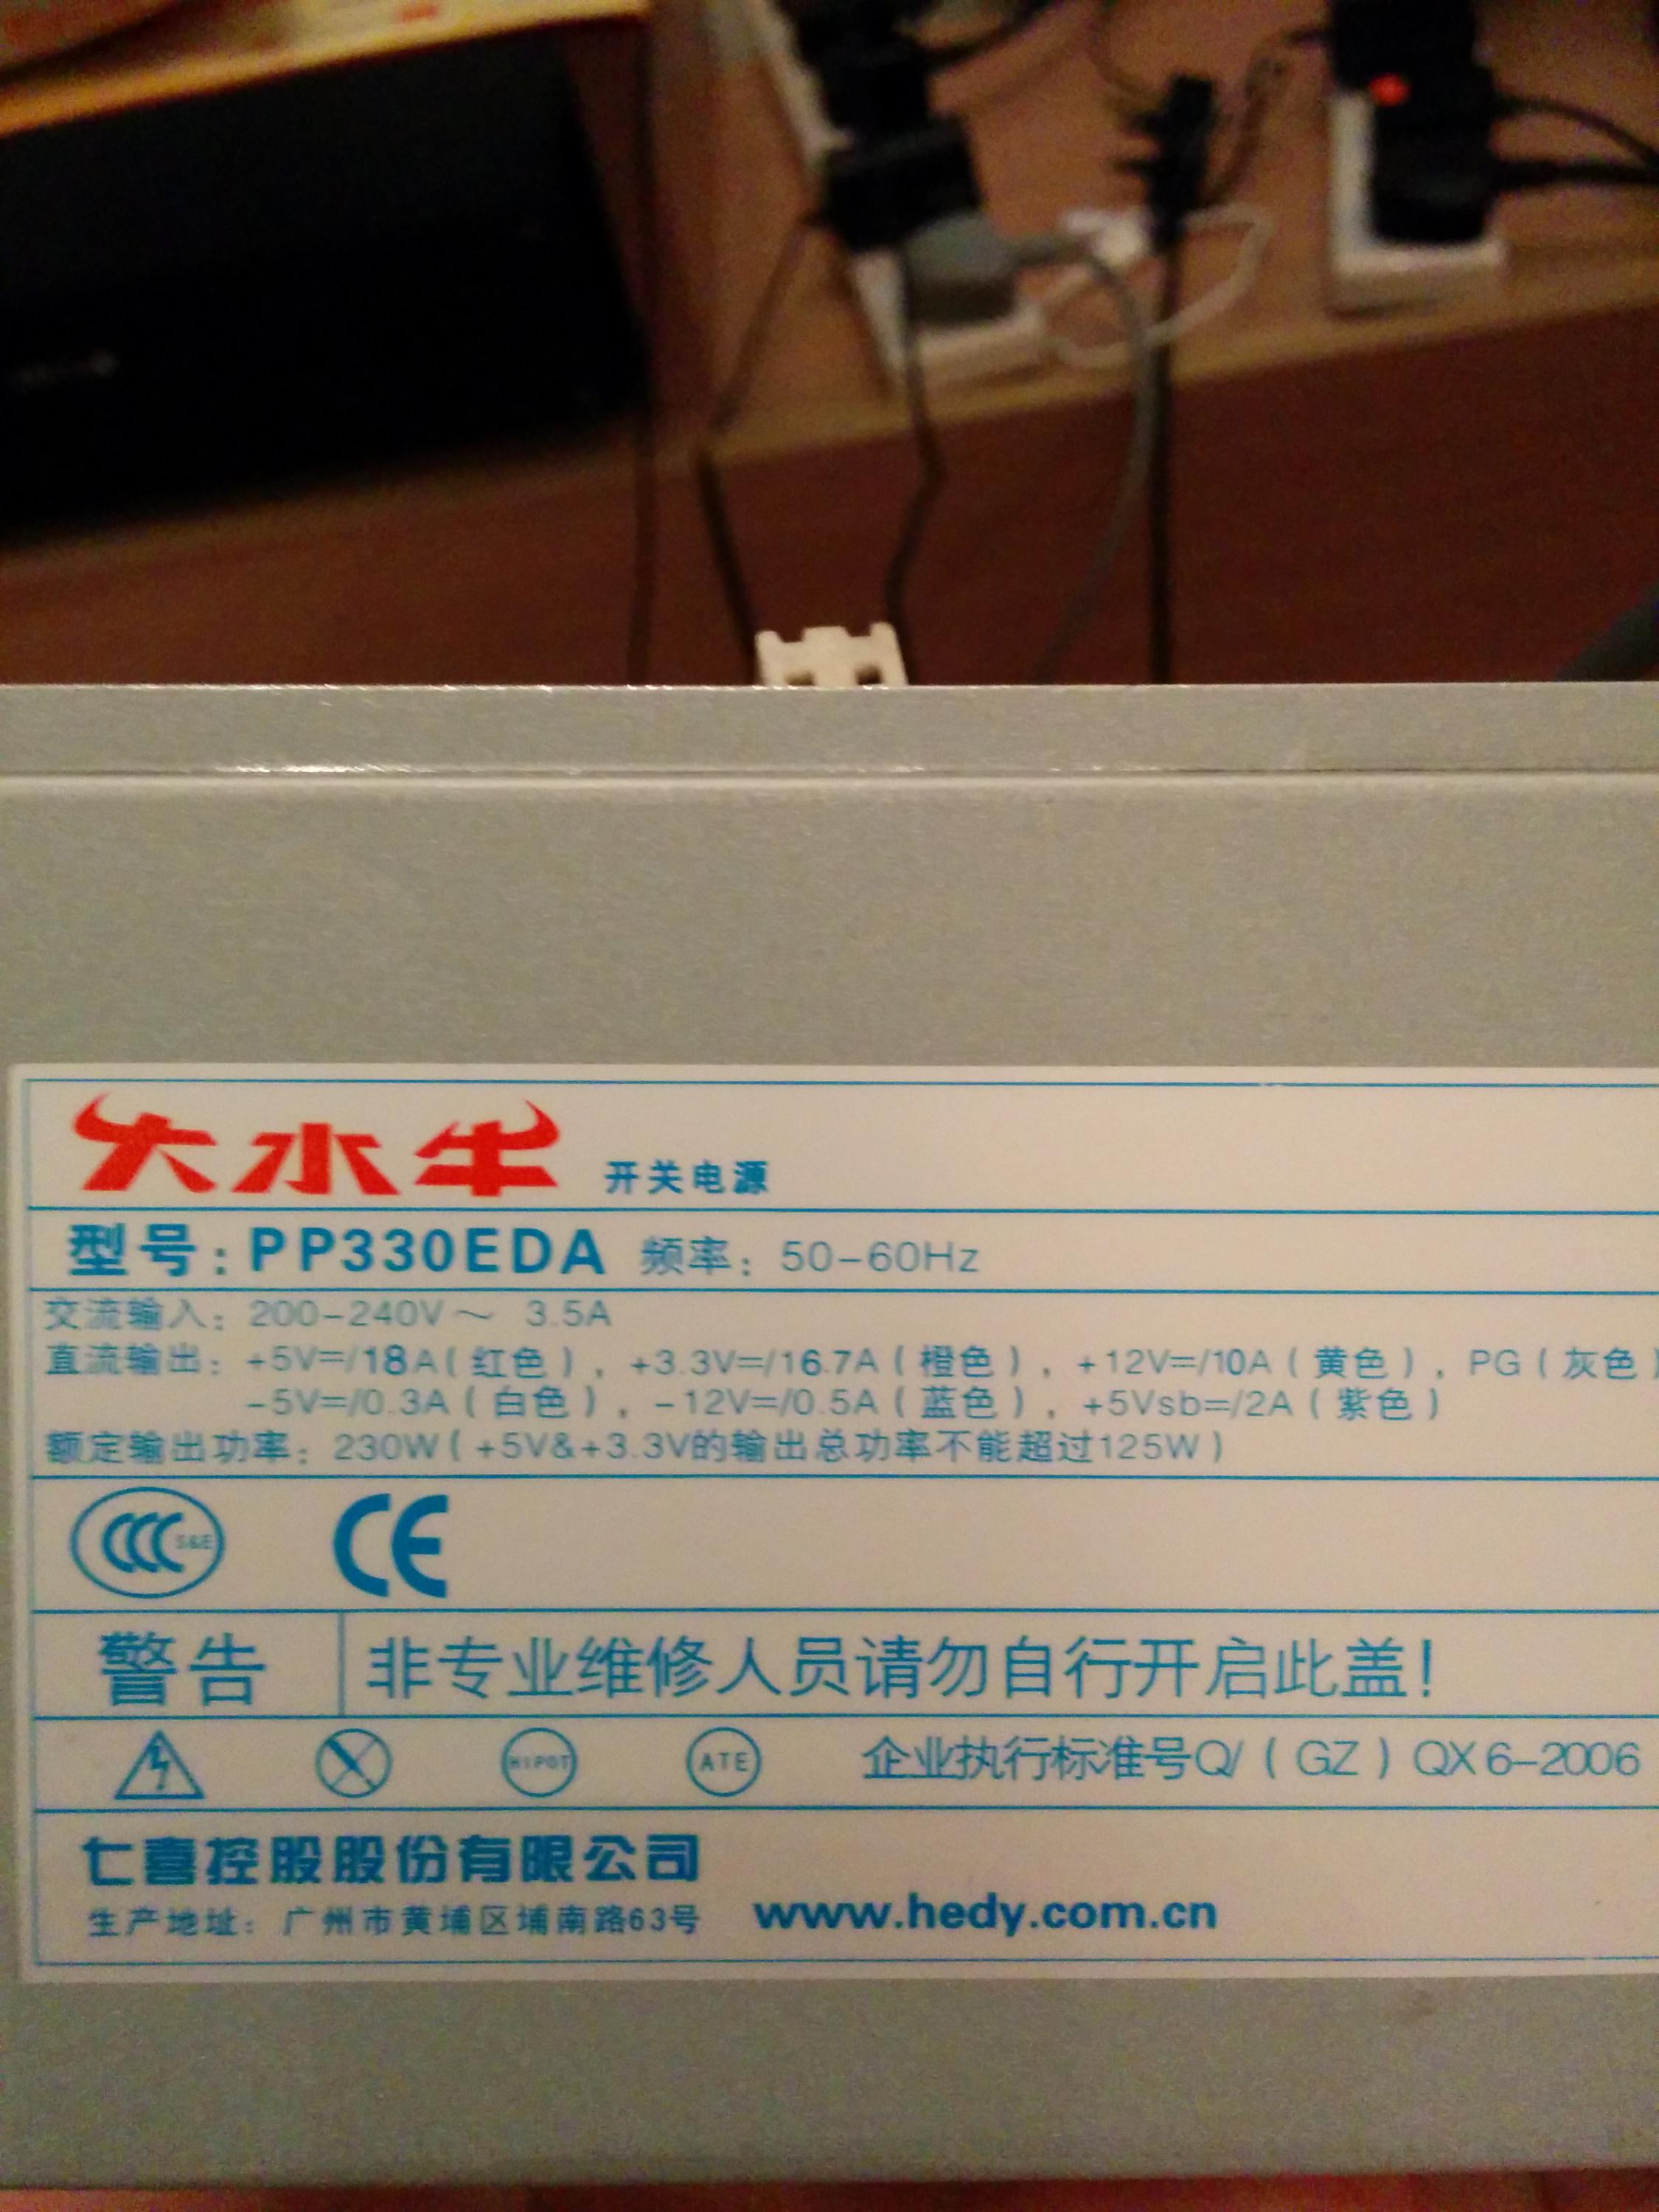 大水牛 开关电源
型号：PP330EDA 频率：50-60Hz
交流输入：200-240V～ 3.5A
直流输出：+5V=/18A（红色），+3.3V=/16.7A（橙色），+12V=/10A（黄色），PG（灰色）
-5V=/0.3A（白色），-12V=/0.5A（蓝色），+5Vsb=/2A（紫色）
额定输出功率：230W（+5V&+3.3V的输出总功率不能超过125W）
CCC S&E CE
警告 非专业维修人员请勿自行开启此盖！
HIPOT ATE 企业执行标准号Q/（GZ）QX6-2006
七喜控股股份有限公司
生产地址：广州市黄埔区埔南路63号 www.hedy.com.cn